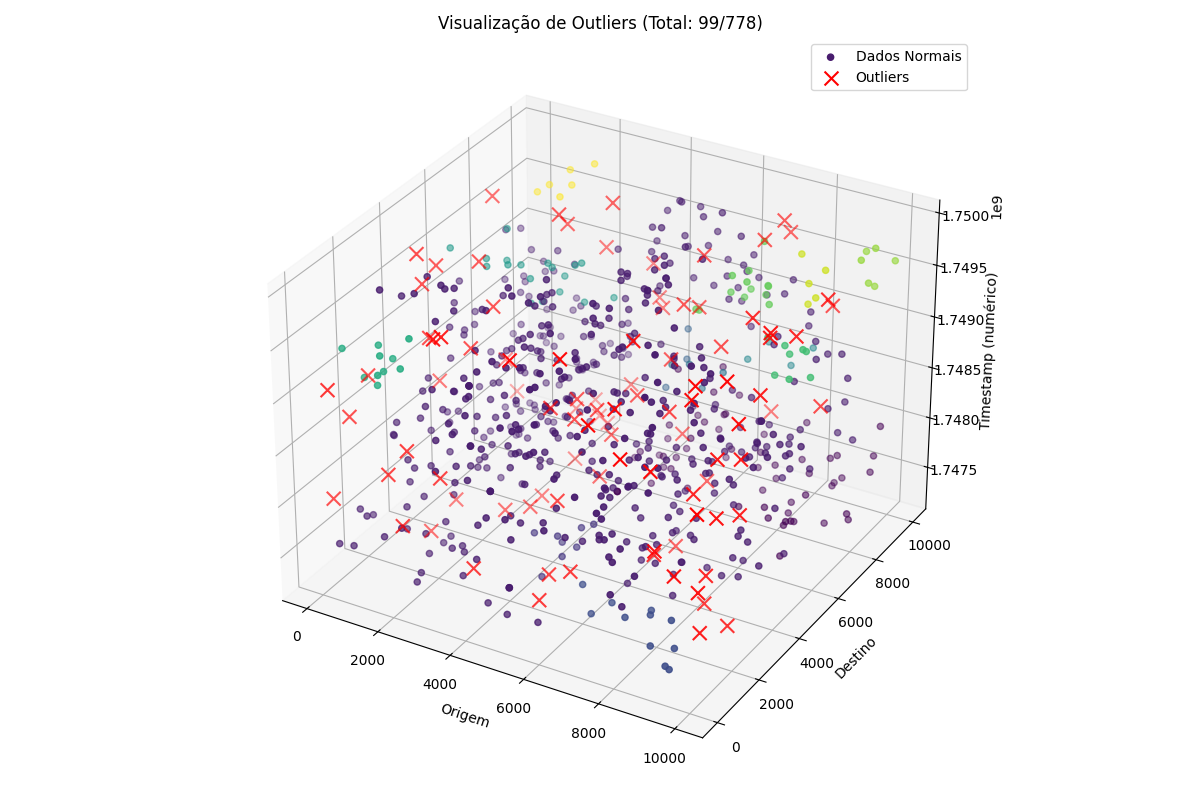 Visualização de Outliers (Total: 99/778)
Dados Normais
Outliers
1e9
1.7500
1.7495
1.7490
1.7485
1.7480
1.7475
Timestamp (numérico)
10000
8000
6000
4000
2000
0
Destino
0
2000
4000
6000
8000
10000
Origem